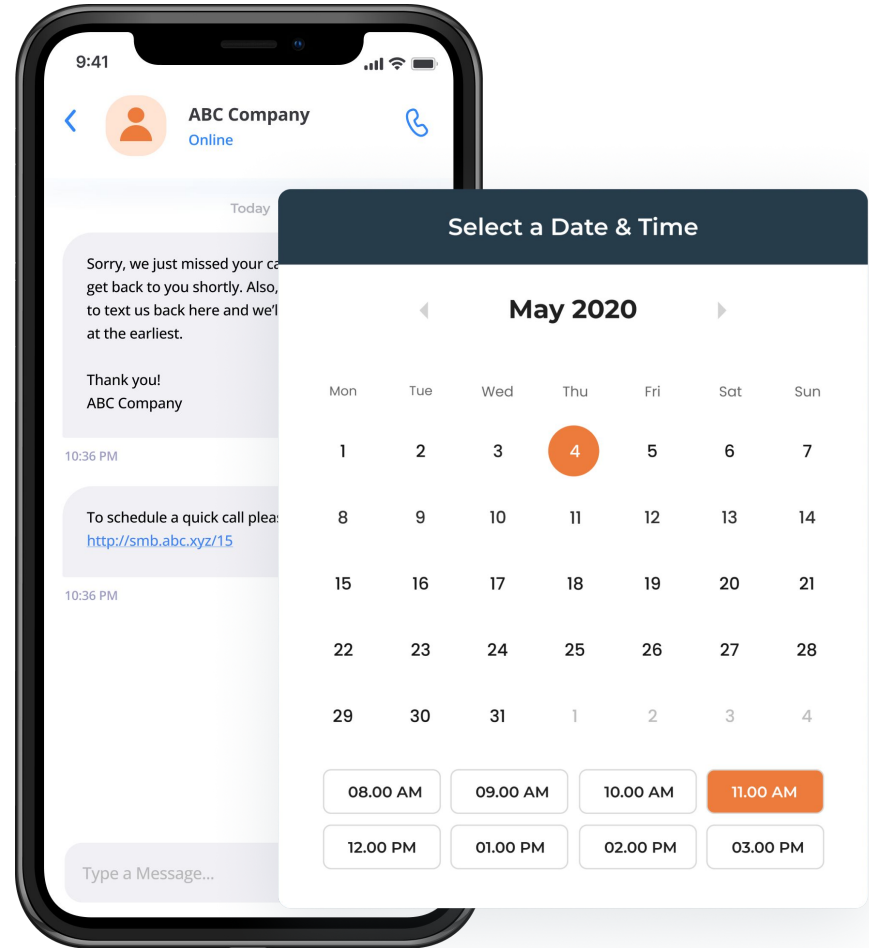 9:41
ABC Company
Online
Today
Sorry, we just missed your
get back to you shortly. Also,
to text us back here and
at the earliest.
Thank you!
ABC Company
10:36 PM
To schedule a quick call
http://smb.abc.xyz/15
10:36 PM
Type a Message...
Select a Date & Time
May 2020
Mon Tue Wed Thu Fri Sat Sun
1 2 3 4 5 6 7
8 9 10 11 12 13 14
15 16 17 18 19 20 21
22 23 24 25 26 27 28
29 30 31 1 2 3 4
08.00 AM 09.00 AM 10.00 AM 11.00 AM
12.00 PM 01.00 PM 02.00 PM 03.00 PM